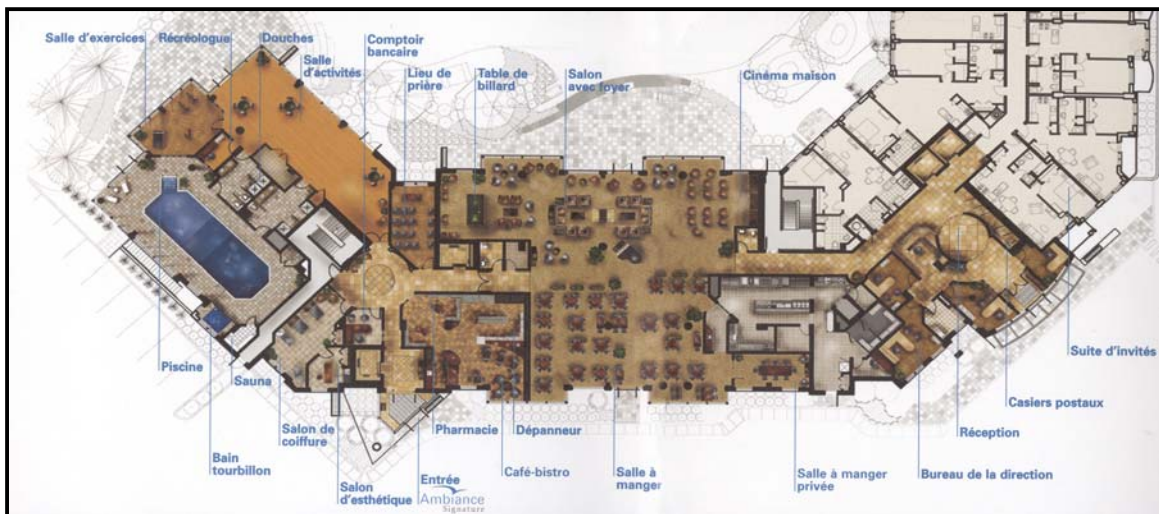 Salle d'exercices
Récréologue
Douches
Salle
d'áctivités
Comptoir
bancaire
Lieu de
prière
Table de
billard
Salon
avec foyer
Cinéma maison
Piscine
Sauna
Bain
tourbillon
Salon de
coiffure
Salon
d'esthétique
Entrée
Ambiance
Signature
Pharmacie
Café-bistro
Dépanneur
Salle à
manger
Salle à manger
privée
Bureau de la direction
Réception
Casiers postaux
Suite d'invités